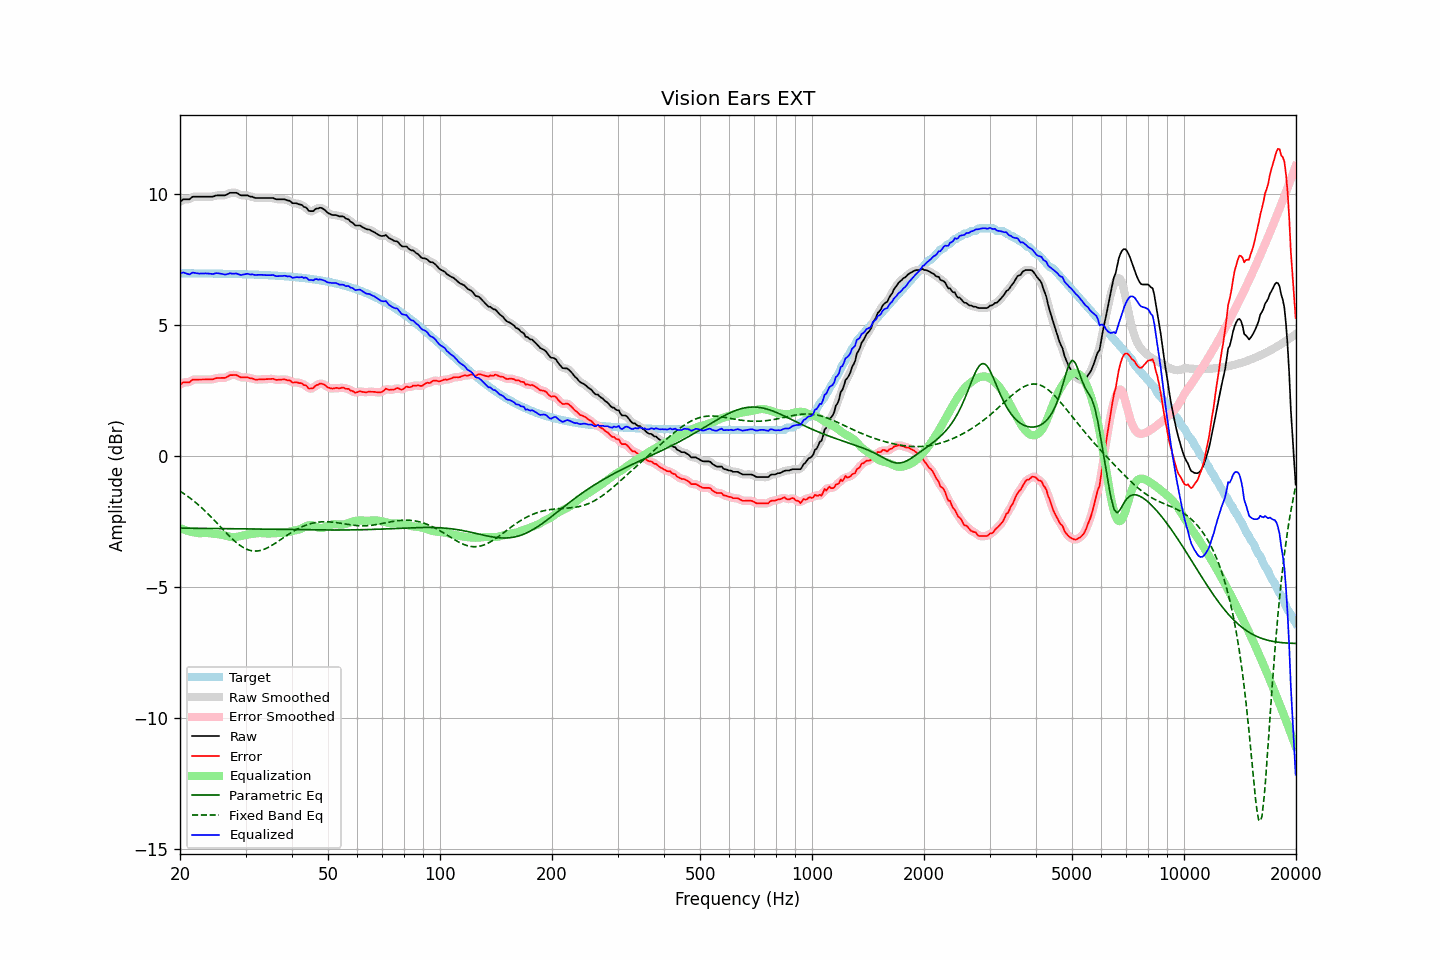 Vision Ears EXT
Amplitude (dBr)
10
5
0
−5
−10
−15
Target
Raw Smoothed
Error Smoothed
Raw
Error
Equalization
Parametric Eq
Fixed Band Eq
Equalized
20 50 100 200 500 1000 2000 5000 10000 20000
Frequency (Hz)